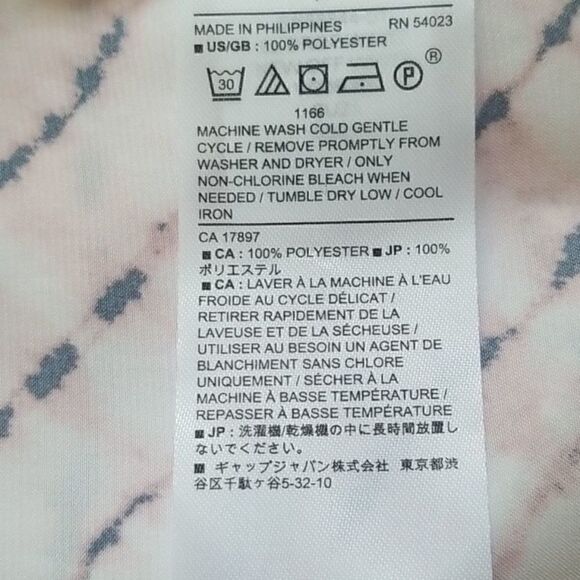 MADE IN PHILIPPINES RN 54023
■ US/GB : 100% POLYESTER
30 P ®
1166
MACHINE WASH COLD GENTLE
CYCLE / REMOVE PROMPTLY FROM
WASHER AND DRYER / ONLY
NON-CHLORINE BLEACH WHEN
NEEDED / TUMBLE DRY LOW / COOL
IRON
CA 17897
■ CA : 100% POLYESTER ■ JP : 100%
ポリエステル
■ CA : LAVER À LA MACHINE À L'EAU
FROIDE AU CYCLE DÉLICAT /
RETIRER RAPIDEMENT DE LA
LAVEUSE ET DE LA SÉCHEUSE /
UTILISER AU BESOIN UN AGENT DE
BLANCHIMENT SANS CHLORE
UNIQUEMENT / SÉCHER À LA
MACHINE À BASSE TEMPÉRATURE /
REPASSER À BASSE TEMPÉRATURE
■ JP : 洗濯機/乾燥機の中に長時間放置し
ないでください。
■ ギャップジャパン株式会社 東京都渋
谷区千駄ヶ谷5-32-10